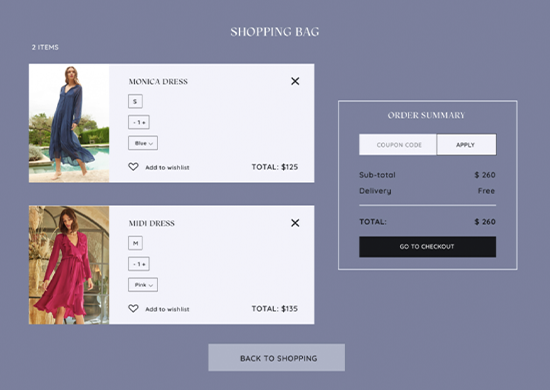 SHOPPING BAG
2 ITEMS
MONICA DRESS
S
- 1 +
Blue
Add to wishlist
TOTAL: $125
MIDI DRESS
M
- 1 +
Pink
Add to wishlist
TOTAL: $135
ORDER SUMMARY
COUPON CODE
APPLY
Sub-total $ 260
Delivery Free
TOTAL: $ 260
GO TO CHECKOUT
BACK TO SHOPPING